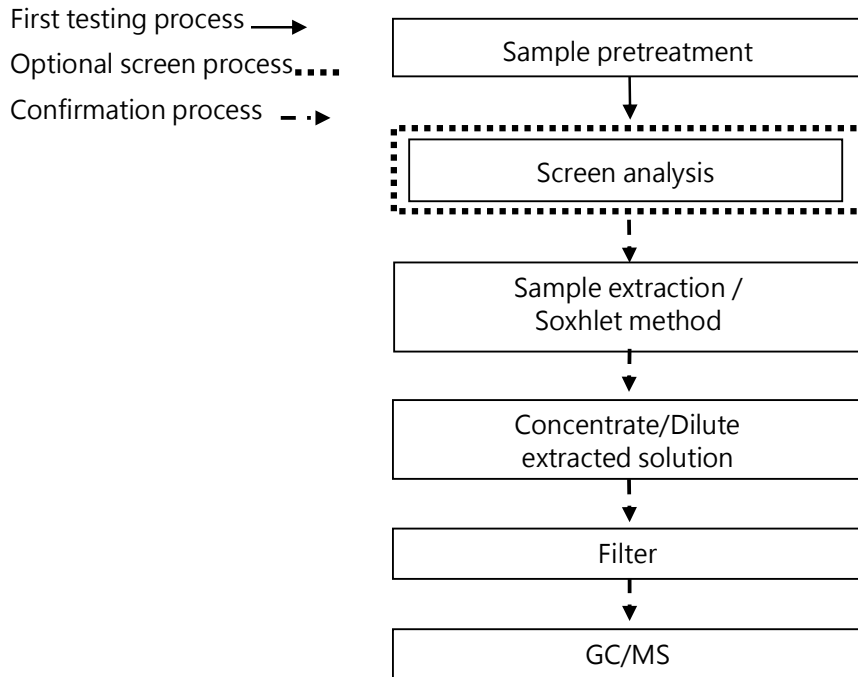 First testing process
Optional screen process
Confirmation process
Sample pretreatment
Screen analysis
Sample extraction /
Soxhlet method
Concentrate/Dilute
extracted solution
Filter
GC/MS